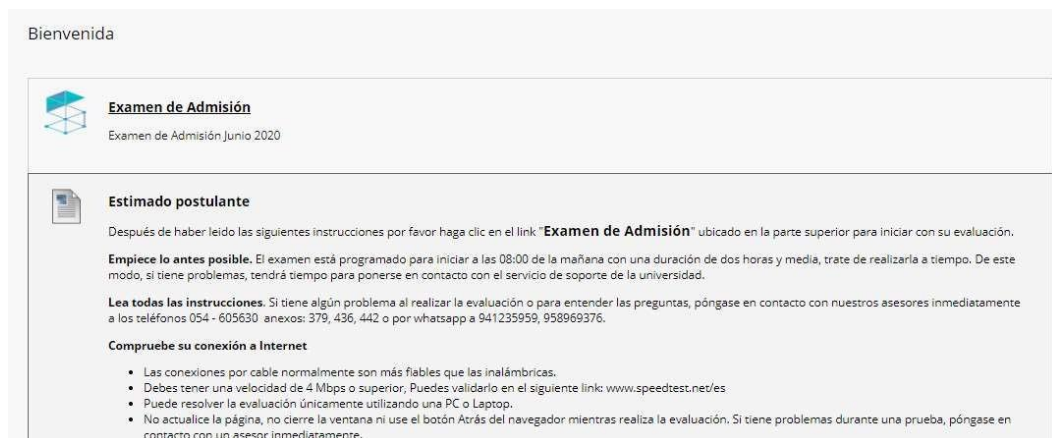 Bienvenida
Examen de Admisión
Examen de Admisión Junio 2020
Estimado postulante
Después de haber leido las siguientes instrucciones por favor haga clic en el link "Examen de Admisión" ubicado en la parte superior para iniciar con su evaluación.
Empiece lo antes posible. El examen está programado para iniciar a las 08:00 de la mañana con una duración de dos horas y media, trate de realizarla a tiempo. De este
modo, si tiene problemas, tendrá tiempo para ponerse en contacto con el servicio de soporte de la universidad.
Lea todas las instrucciones. Si tiene algún problema al realizar la evaluación o para entender las preguntas, póngase en contacto con nuestros asesores inmediatamente
a los teléfonos 054 - 605630 anexos: 379, 436, 442 o por whatsapp a 941235959, 958969376.
Compruebe su conexión a Internet
• Las conexiones por cable normalmente son más fiables que las inalámbricas.
• Debes tener una velocidad de 4 Mbps o superior, Puedes validarlo en el siguiente link: www.speedtest.net/es
• Puede resolver la evaluación únicamente utilizando una PC o Laptop.
• No actualice la página, no cierre la ventana ni use el botón Atrás del navegador mientras realiza la evaluación. Si tiene problemas durante una prueba, póngase en
contacto con un asesor inmediatamente.